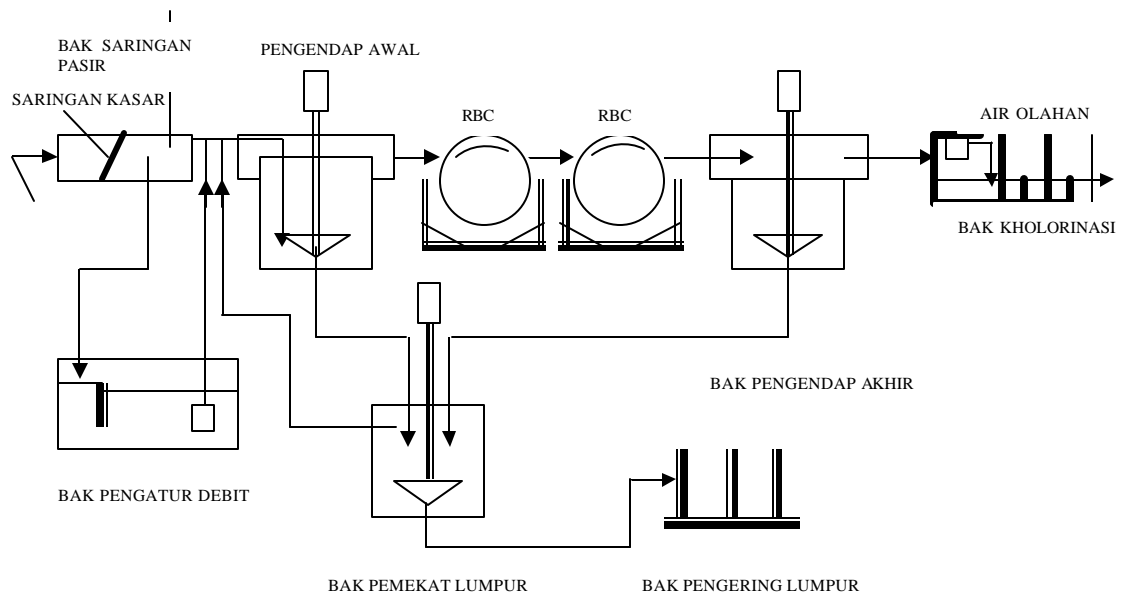 BAK SARINGAN
PASIR
PENGENDAP AWAL
SARINGAN KASAR
RBC
RBC
AIR OLAHAN
BAK KHOLORINASI
BAK PENGENDAP AKHIR
BAK PENGATUR DEBIT
BAK PEMEKAT LUMPUR
BAK PENGERING LUMPUR